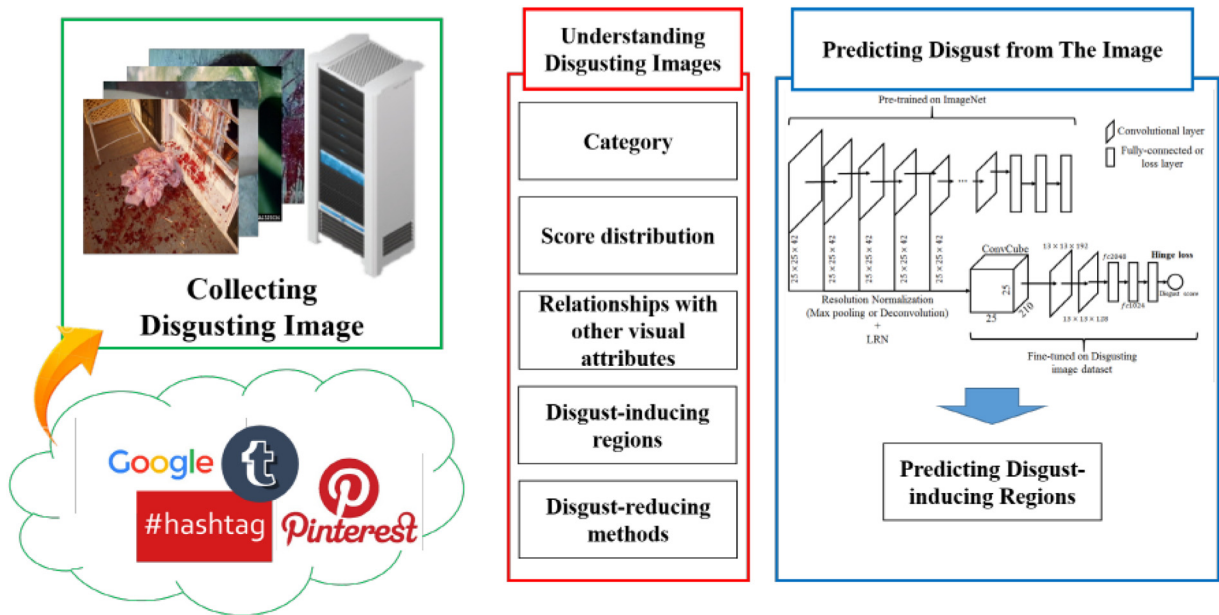 Collecting
Disgusting Image
Google
t
#hashtag
Pinterest
Understanding
Disgusting Images
Category
Score distribution
Relationships with
other visual
attributes
Disgust-inducing
regions
Disgust-reducing
methods
Predicting Disgust from The Image
Pre-trained on ImageNet
Convolutional layer
Fully-connected or
loss layer
...
25 × 25 × 42
25 × 25 × 42
25 × 25 × 42
25 × 25 × 42
25 × 25 × 42
ConvCube
25
25
210
13 × 13 × 192
13 × 13 × 128
fc2048
fc1024
Hinge loss
Disgust score
Resolution Normalization
(Max pooling or Deconvolution)
+
LRN
Fine-tuned on Disgusting
image dataset
Predicting Disgust-
inducing Regions